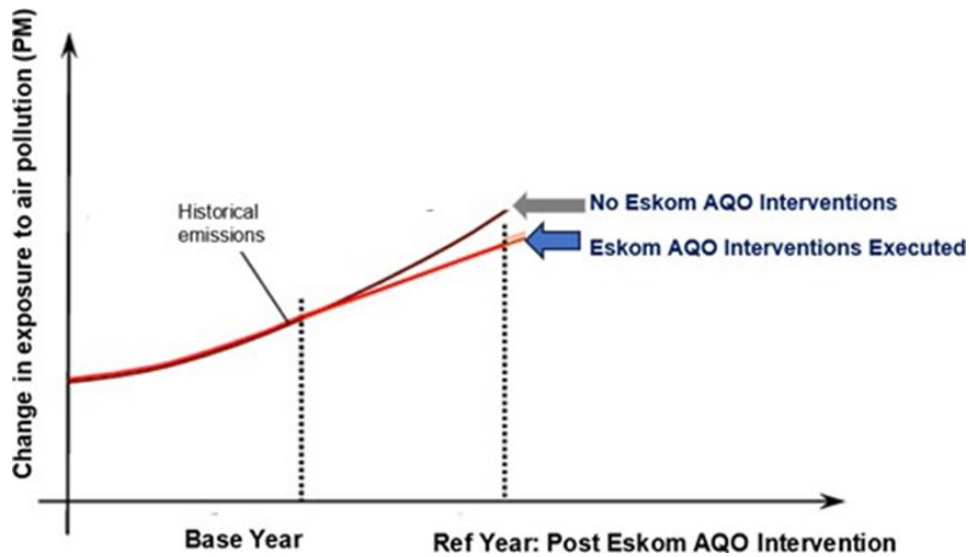 Change in exposure to air pollution (PM)
Historical
emissions
No Eskom AQO Interventions
Eskom AQO Interventions Executed
Base Year
Ref Year: Post Eskom AQO Intervention